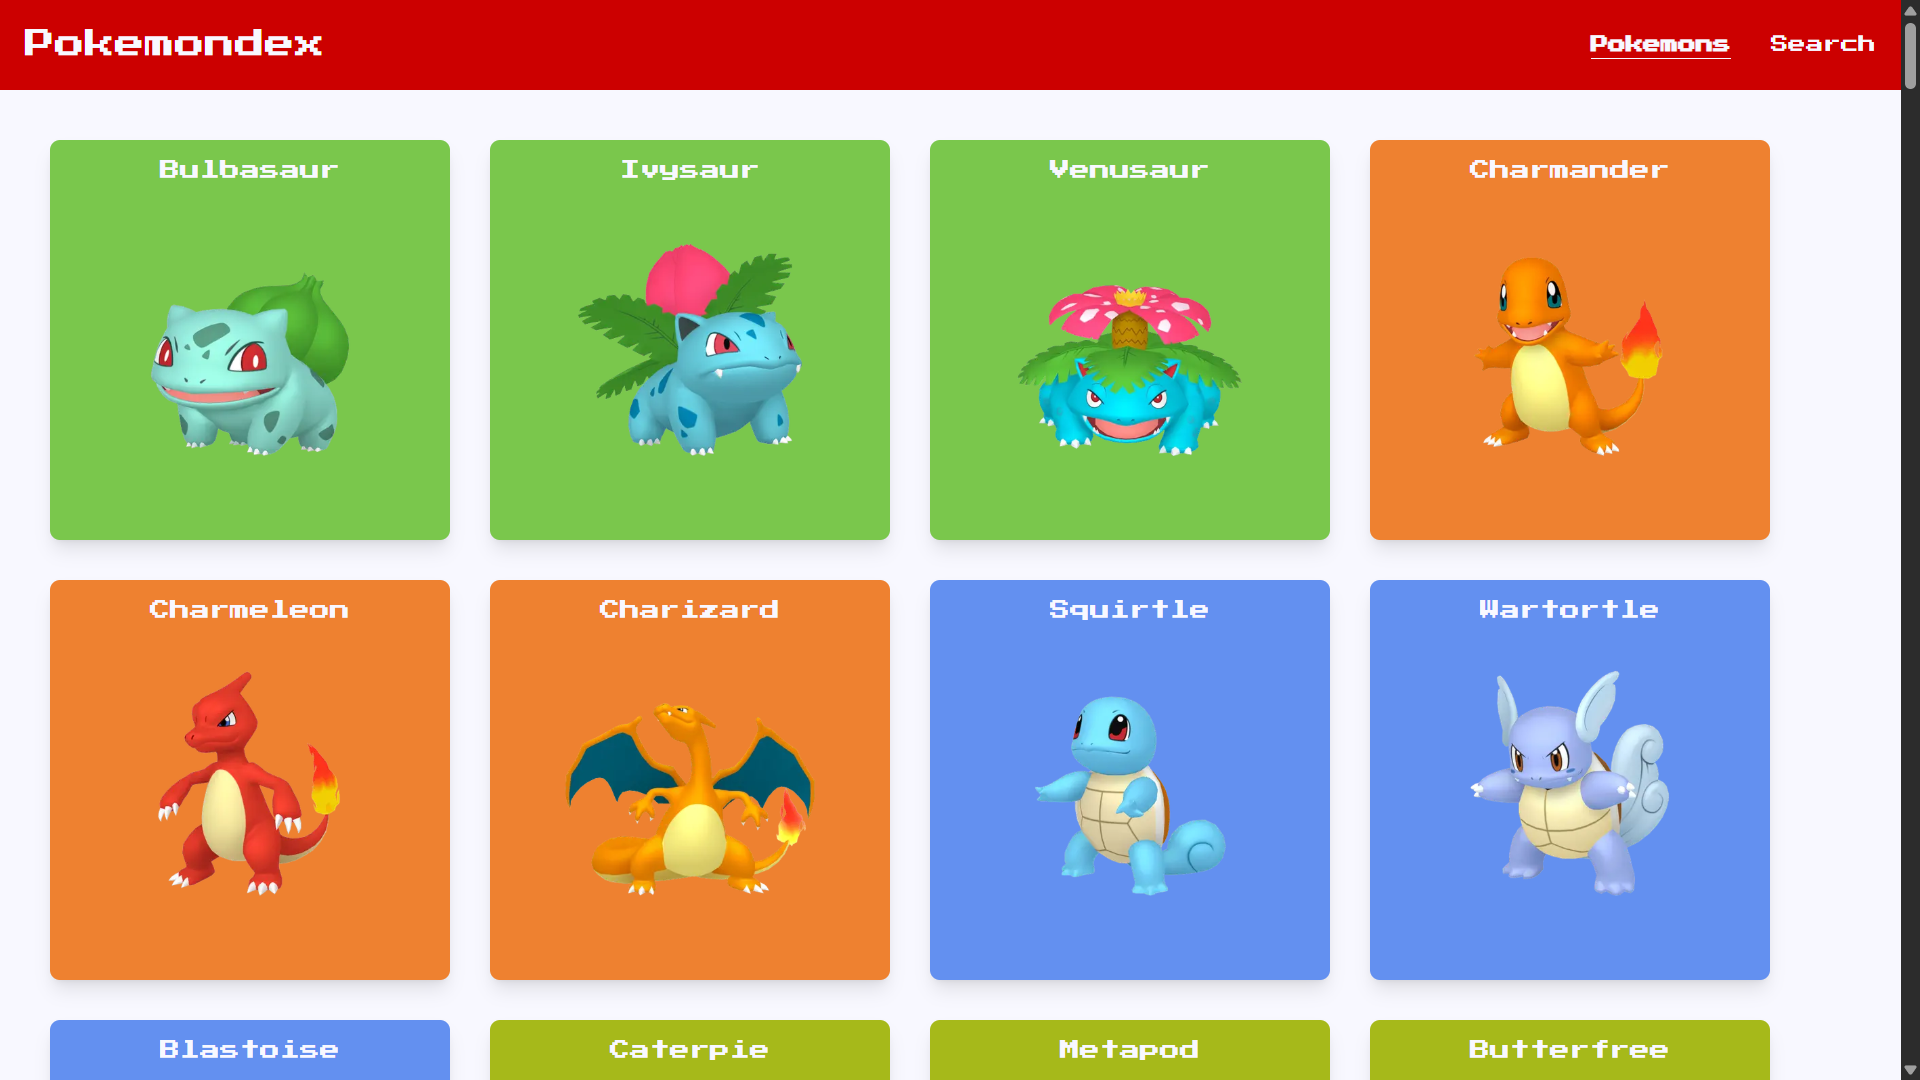 Pokemondex
Pokemons Search
Bulbasaur
Ivysaur
Venusaur
Charmander
Charmeleon
Charizard
Squirtle
Wartortle
Blastoise
Caterpie
Metapod
Butterfree